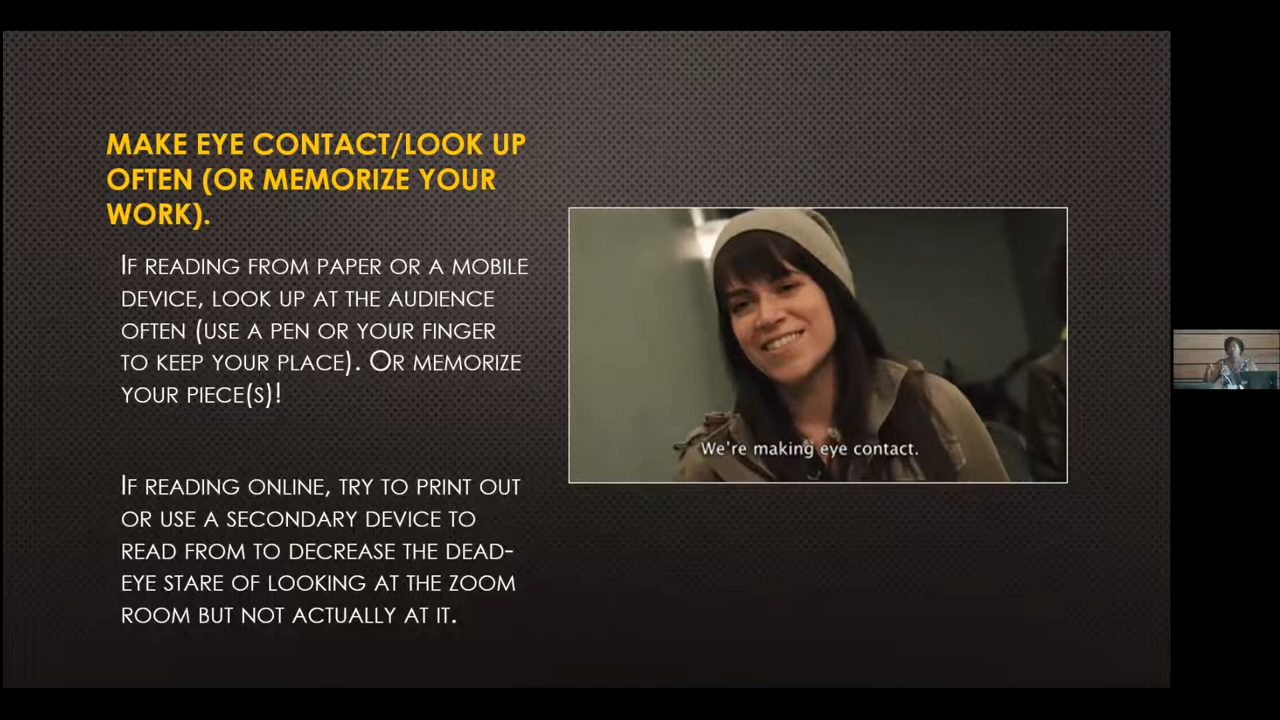 MAKE EYE CONTACT/LOOK UP
OFTEN (OR MEMORIZE YOUR
WORK).
IF READING FROM PAPER OR A MOBILE
DEVICE, LOOK UP AT THE AUDIENCE
OFTEN (USE A PEN OR YOUR FINGER
TO KEEP YOUR PLACE). OR MEMORIZE
YOUR PIECE(S)!
IF READING ONLINE, TRY TO PRINT OUT
OR USE A SECONDARY DEVICE TO
READ FROM TO DECREASE THE DEAD-
EYE STARE OF LOOKING AT THE ZOOM
ROOM BUT NOT ACTUALLY AT IT.
We're making eye contact.